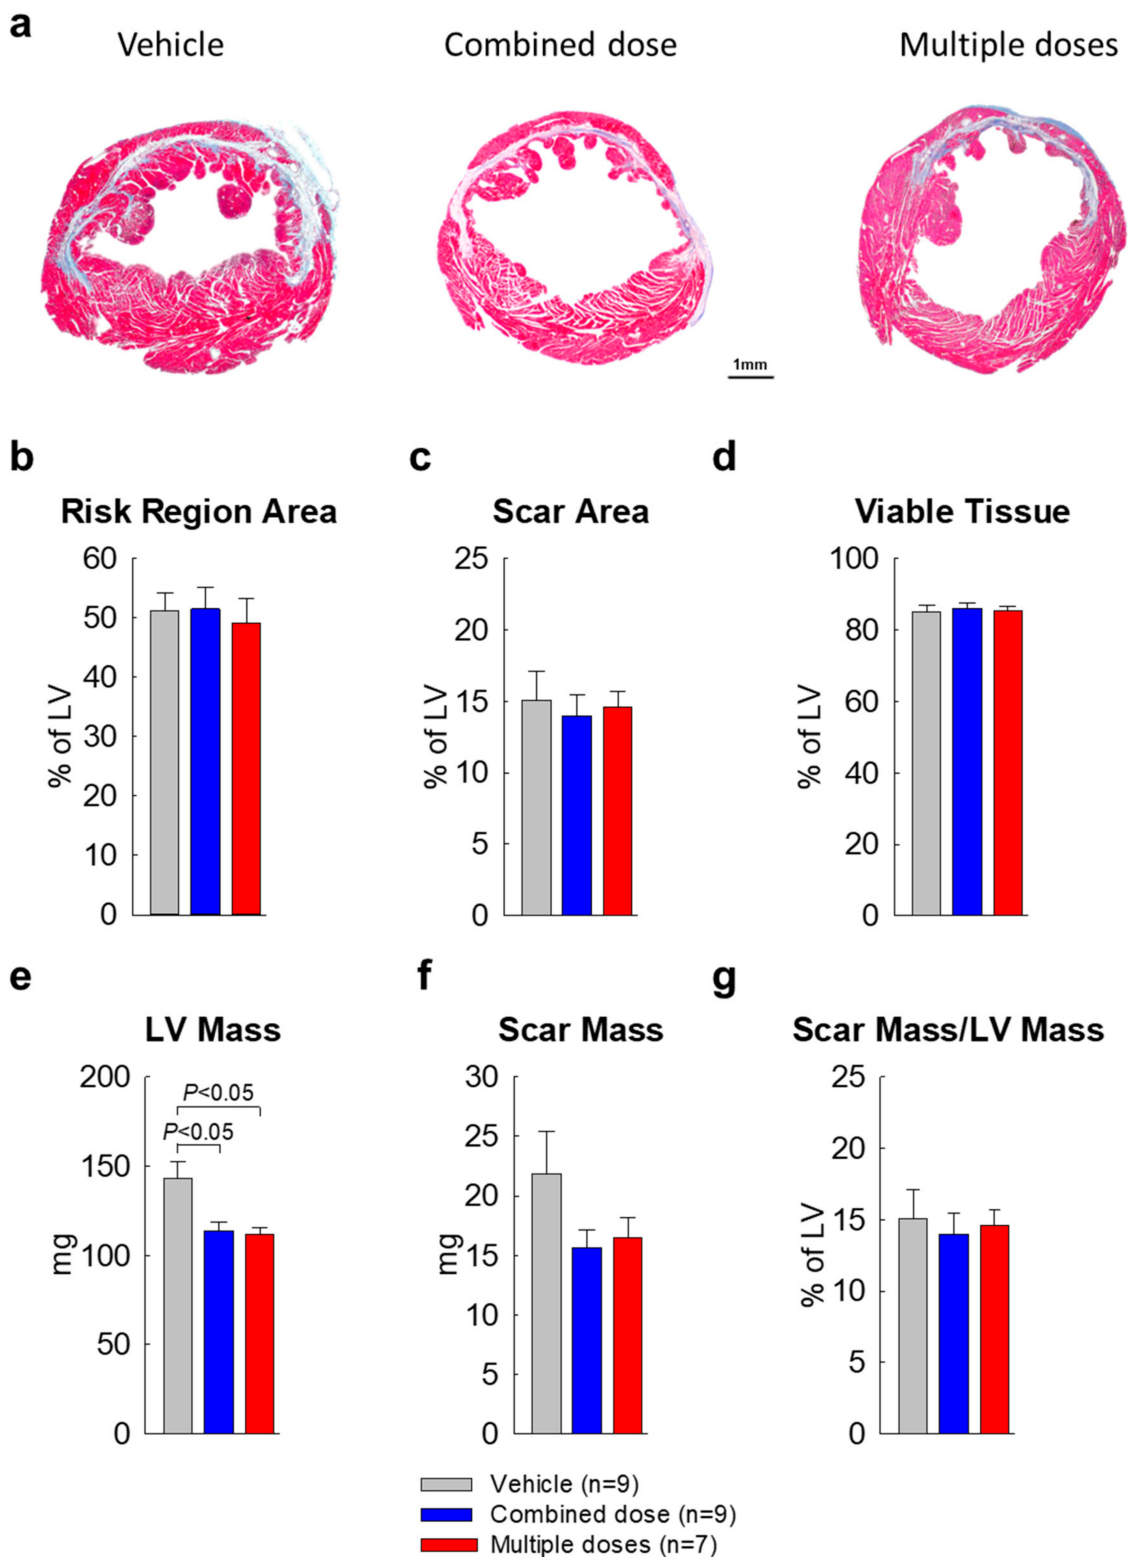 a
Vehicle
Combined dose
Multiple doses
1mm
b
Risk Region Area
% of LV
60
50
40
30
20
10
0
c
Scar Area
% of LV
25
20
15
10
5
0
d
Viable Tissue
% of LV
100
80
60
40
20
0
e
LV Mass
mg
200
150
100
50
0
P<0.05
P<0.05
f
Scar Mass
mg
30
25
20
15
10
5
0
g
Scar Mass/LV Mass
% of LV
25
20
15
10
5
0
Vehicle (n=9)
Combined dose (n=9)
Multiple doses (n=7)